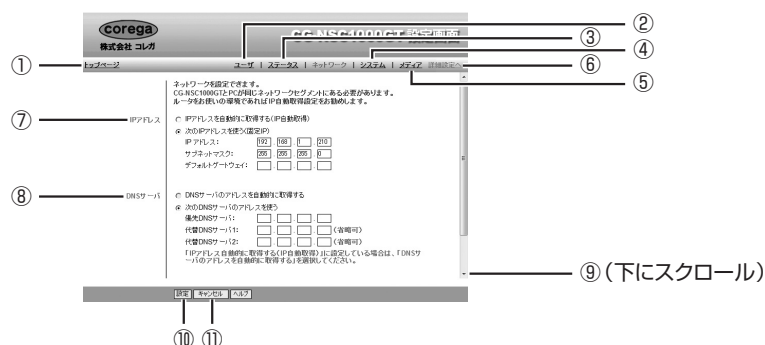 corega
株式会社 コレガ
CG-NSC1000GT 設定画面
②
③
④
① トップページ ユーザ | ステータス | ネットワーク | システム | メディア 詳細設定へ ⑥
⑤
ネットワークを設定できます。
CG-NSC1000GTとPCが同じネットワークセグメントにある必要があります。
ルータをお使いの環境であればIP自動取得設定をお勧めします。
⑦ IPアドレス IPアドレスを自動的に取得する(IP自動取得)
次のIPアドレスを使う(固定IP)
IPアドレス: 192 . 168 . 1 . 210
サブネットマスク: 255 . 255 . 255 . 0
デフォルトゲートウェイ: . . .
⑧ DNSサーバ DNSサーバのアドレスを自動的に取得する
次のDNSサーバのアドレスを使う
優先DNSサーバ: . . .
代替DNSサーバ1: . . . (省略可)
代替DNSサーバ2: . . . (省略可)
「IPアドレス自動的に取得する(IP自動取得)」に設定している場合は、「DNSサ
ーバのアドレスを自動的に取得する」を選択してください。
⑨(下にスクロール)
設定 キャンセル ヘルプ
⑩ ⑪